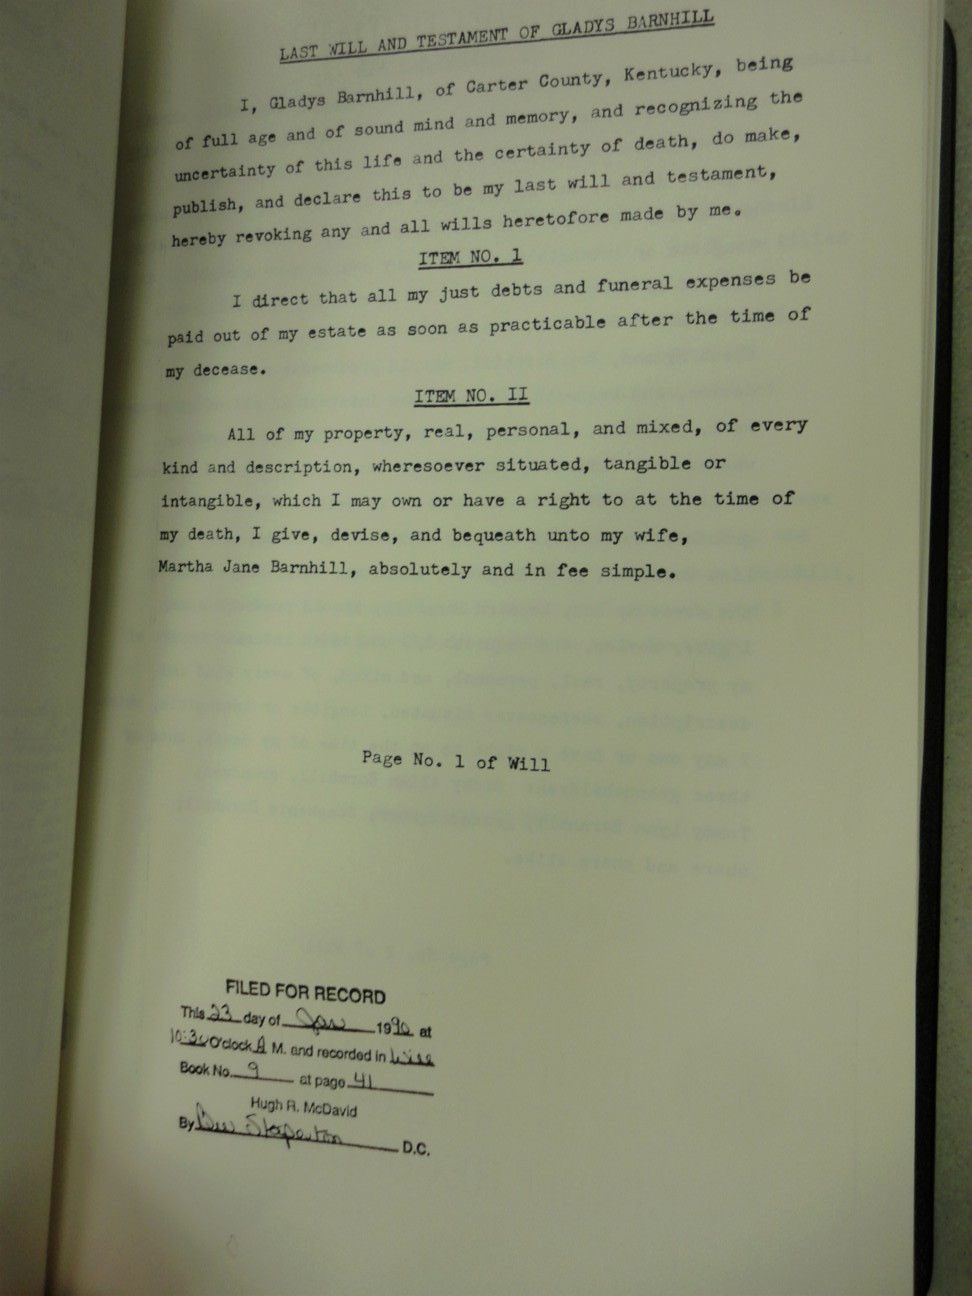 LAST WILL AND TESTAMENT OF GLADYS BARNHILL
I, Gladys Barnhill, of Carter County, Kentucky, being
of full age and of sound mind and memory, and recognizing the
uncertainty of this life and the certainty of death, do make,
publish, and declare this to be my last will and testament,
hereby revoking any and all wills heretofore made by me.
ITEM NO. 1
I direct that all my just debts and funeral expenses be
paid out of my estate as soon as practicable after the time of
my decease.
ITEM NO. II
All of my property, real, personal, and mixed, of every
kind and description, wheresoever situated, tangible or
intangible, which I may own or have a right to at the time of
my death, I give, devise, and bequeath unto my wife,
Martha Jane Barnhill, absolutely and in fee simple.
Page No. 1 of Will
FILED FOR RECORD
This 23 day of Jan 1990 at
10:30 O'clock A M. and recorded in Will
Book No. 9 at page 41
Hugh R. McDavid
By D.C.